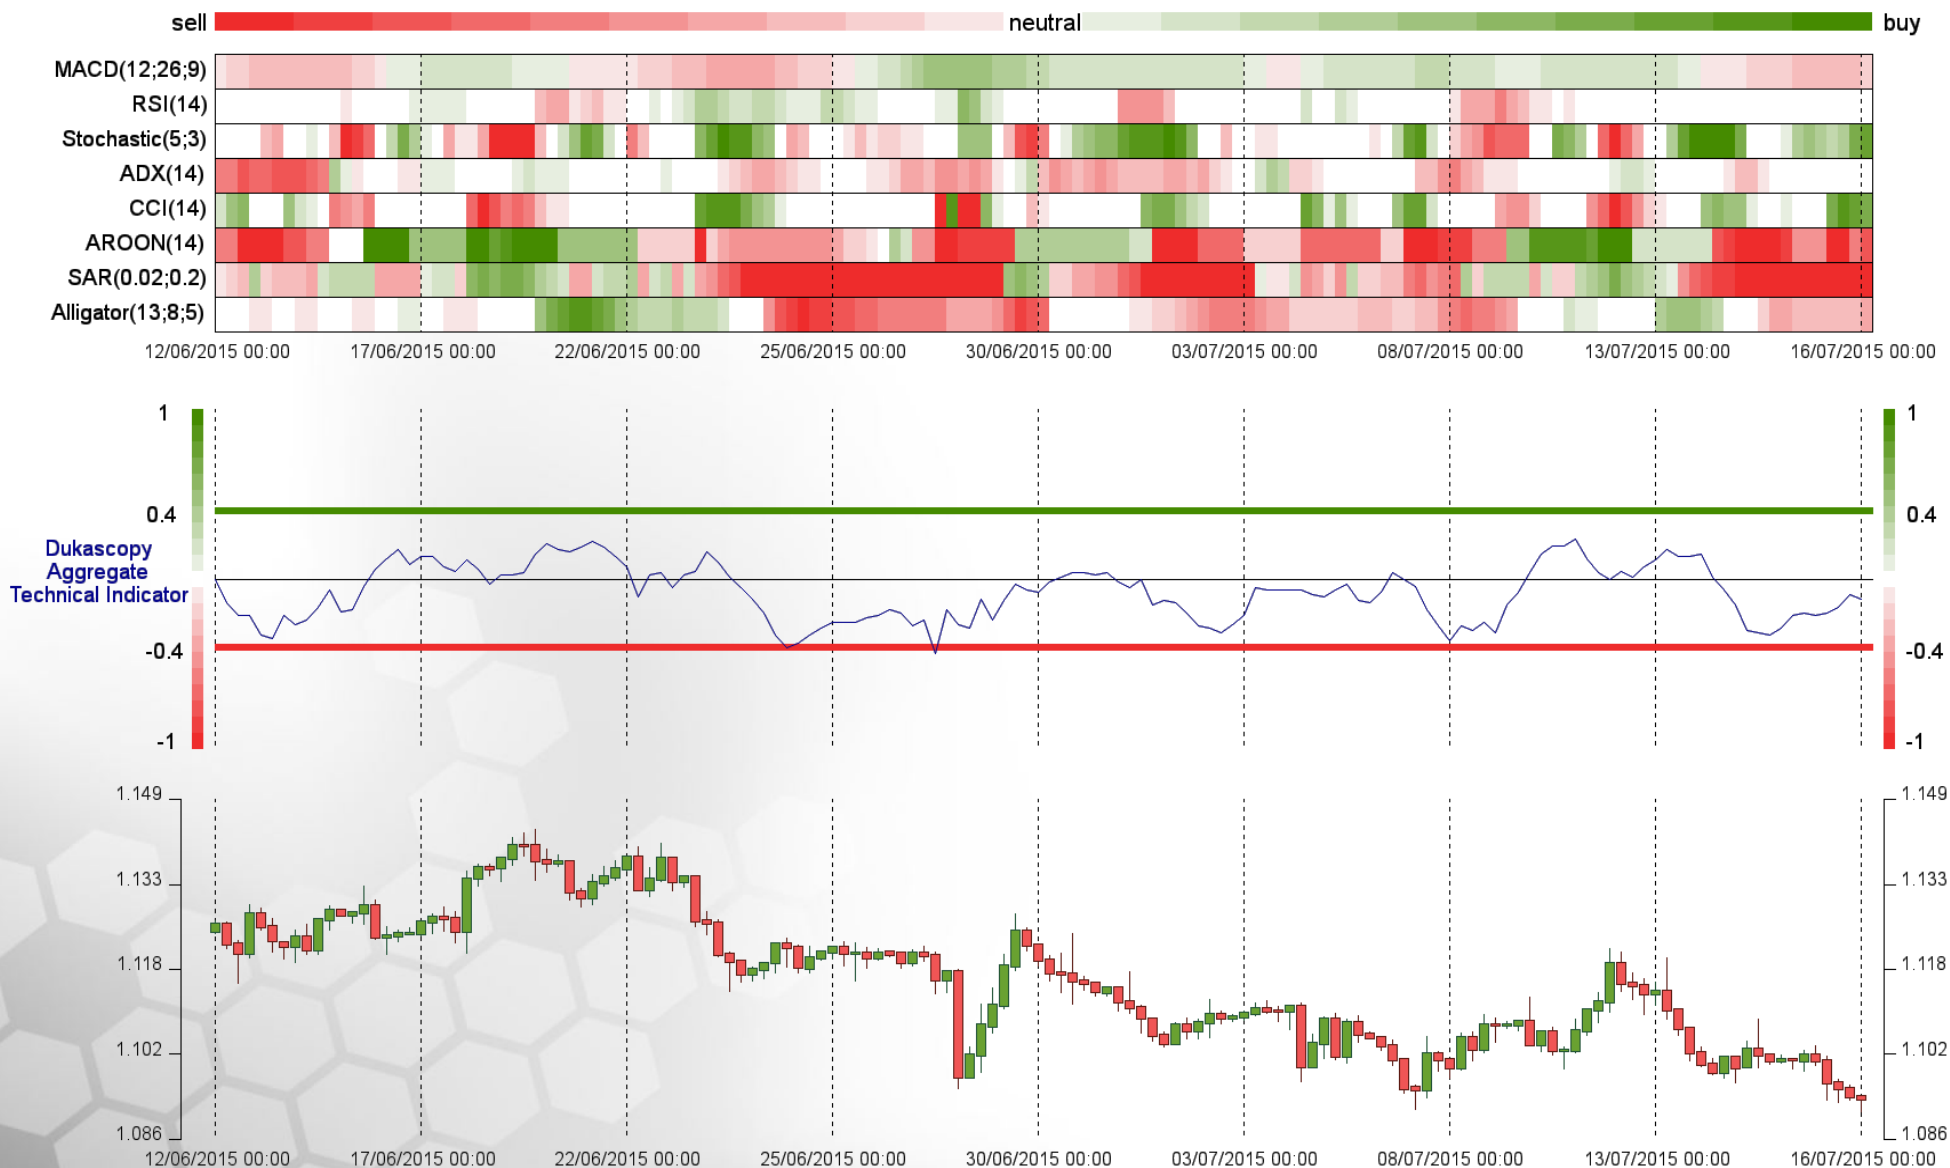 sell neutral buy
MACD(12;26;9)
RSI(14)
Stochastic(5;3)
ADX(14)
CCI(14)
AROON(14)
SAR(0.02;0.2)
Alligator(13;8;5)
12/06/2015 00:00 17/06/2015 00:00 22/06/2015 00:00 25/06/2015 00:00 30/06/2015 00:00 03/07/2015 00:00 08/07/2015 00:00 13/07/2015 00:00 16/07/2015 00:00
1 1
0.4 0.4
Dukascopy
Aggregate
Technical Indicator
-0.4 -0.4
-1 -1
1.149 1.149
1.133 1.133
1.118 1.118
1.102 1.102
1.086 1.086
12/06/2015 00:00 17/06/2015 00:00 22/06/2015 00:00 25/06/2015 00:00 30/06/2015 00:00 03/07/2015 00:00 08/07/2015 00:00 13/07/2015 00:00 16/07/2015 00:00